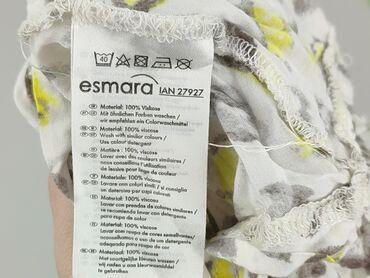 40
esmara IAN 27927
Material: 100% Viskose
Mit ähnlichen Farben waschen /
wir empfehlen ein Colorwaschmittel
Material: 100% viscose
Wash with similar colours /
Use colour detergent
Matière : 100% viscose
Laver avec des couleurs similaires /
nous conseillons l'utilisation
de lessive pour linge de couleur
Materiale: 100% viscosa
Lavare con colori simili / si consiglia
un detersivo per capi colorati
Material: 100% viscosa
Lavar con prendas de colores similares /
se recomienda lavar con detergente
para ropa de color
Material: 100% viscose
Lavar com roupa de cores semelhantes/
aconselhamos o uso de um detergente
adequado para roupa de cor
Materiaal: 100% viscose
Met soortgelijke kleuren wassen /
wij raden aan een kleurwasmiddel
te gebruiken